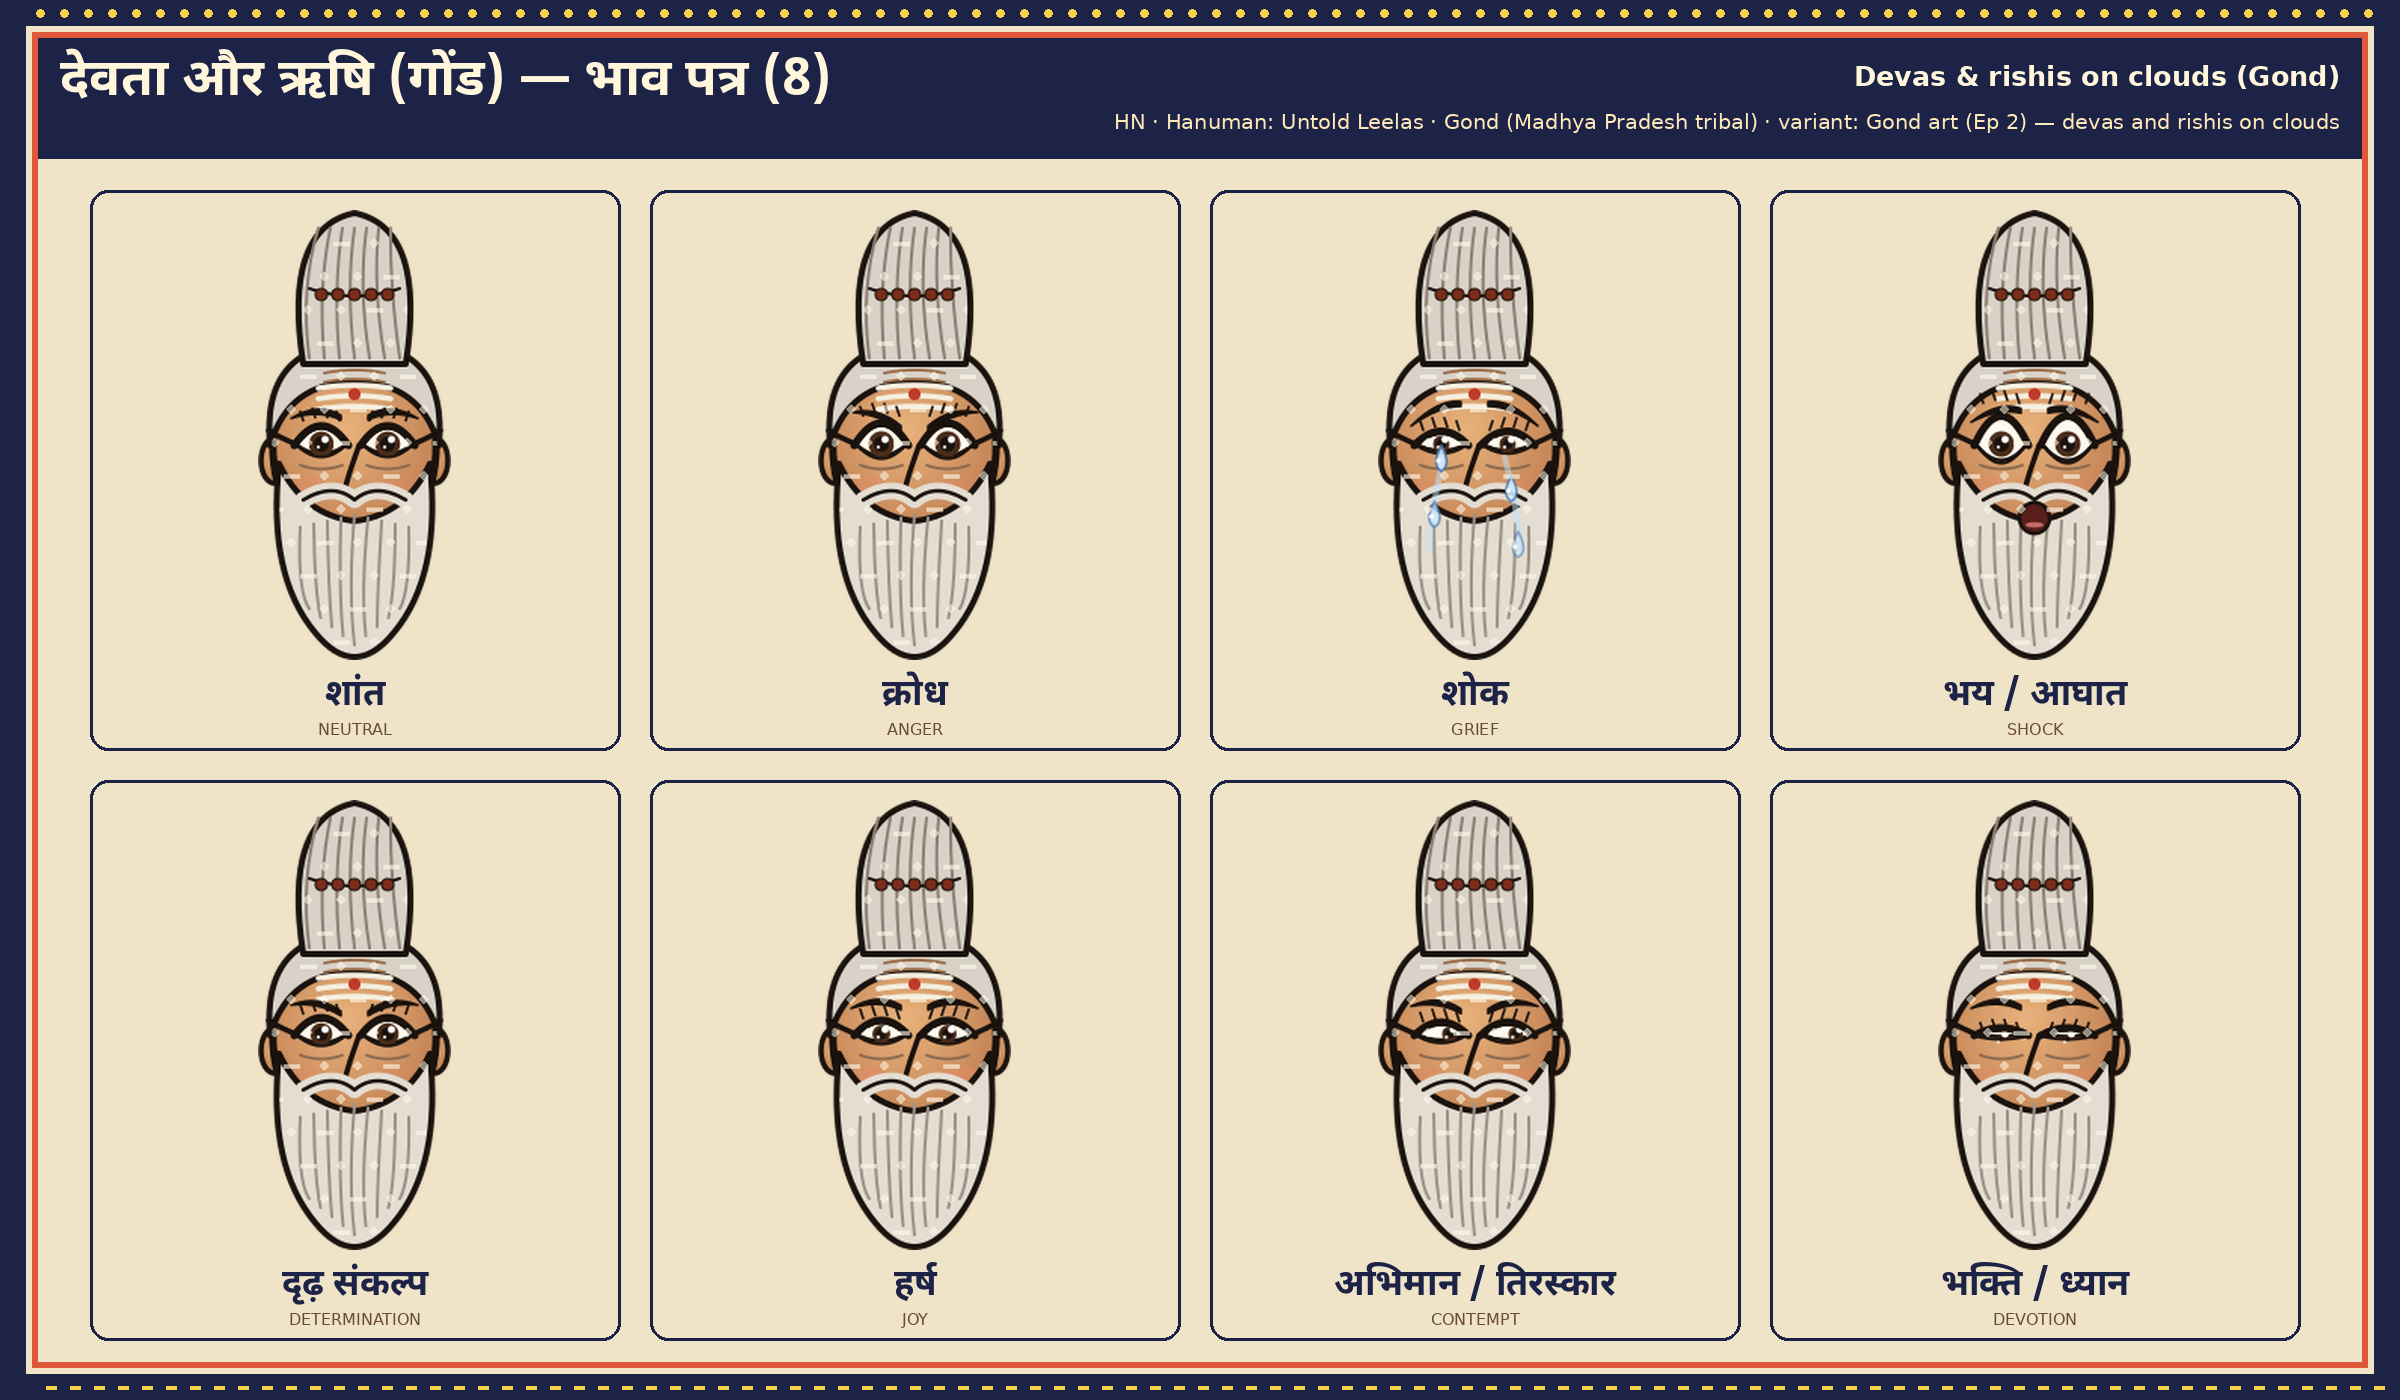 देवता और ऋषि (गोंड) — भाव पत्र (8)
Devas & rishis on clouds (Gond)
HN · Hanuman: Untold Leelas · Gond (Madhya Pradesh tribal) · variant: Gond art (Ep 2) — devas and rishis on clouds
शांत
NEUTRAL
क्रोध
ANGER
शोक
GRIEF
भय / आघात
SHOCK
दृढ़ संकल्प
DETERMINATION
हर्ष
JOY
अभिमान / तिरस्कार
CONTEMPT
भक्ति / ध्यान
DEVOTION